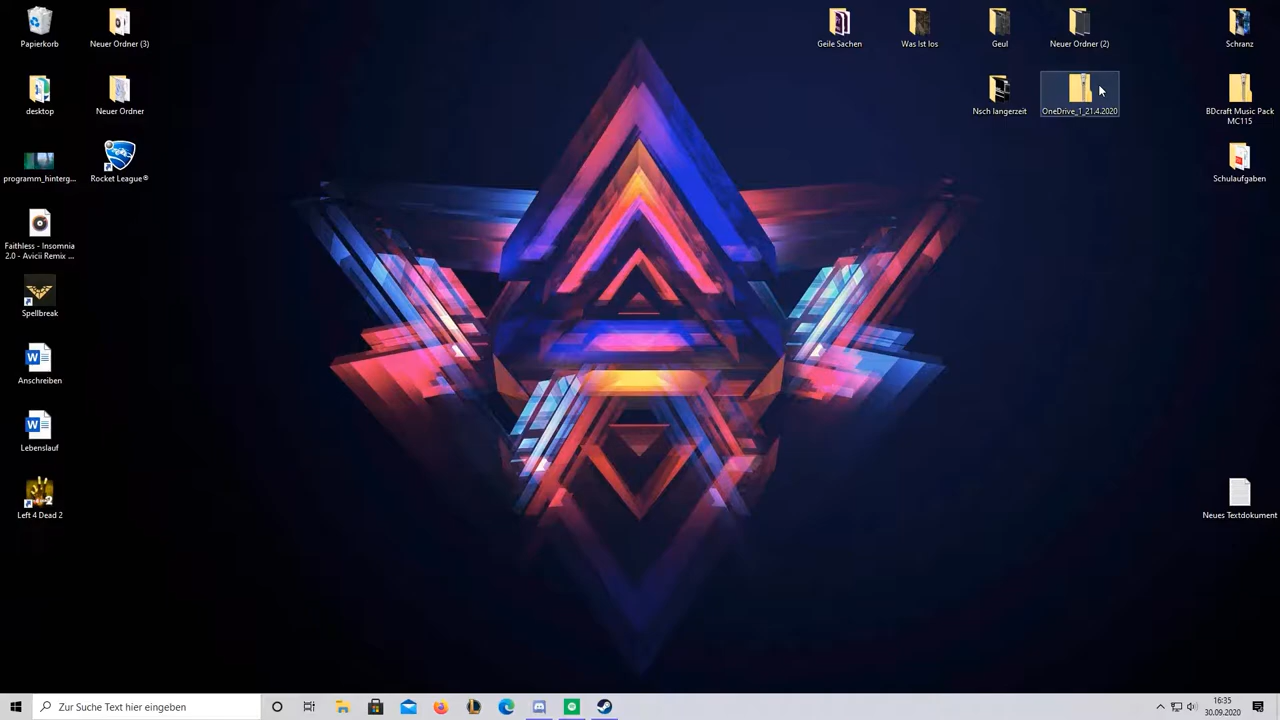 Papierkorb
Neuer Ordner (3)
Geile Sachen
Was Ist los
Geul
Neuer Ordner (2)
Schranz
desktop
Neuer Ordner
Nsch langerzeit
OneDrive_1_21.4.2020
BDcraft Music Pack
MC115
programm_hinterg...
Rocket League®
Schulaufgaben
Faithless - Insomnia
2.0 - Avicii Remix ...
Spellbreak
Anschreiben
Lebenslauf
Left 4 Dead 2
Neues Textdokument
Zur Suche Text hier eingeben
16:35
30.09.2020